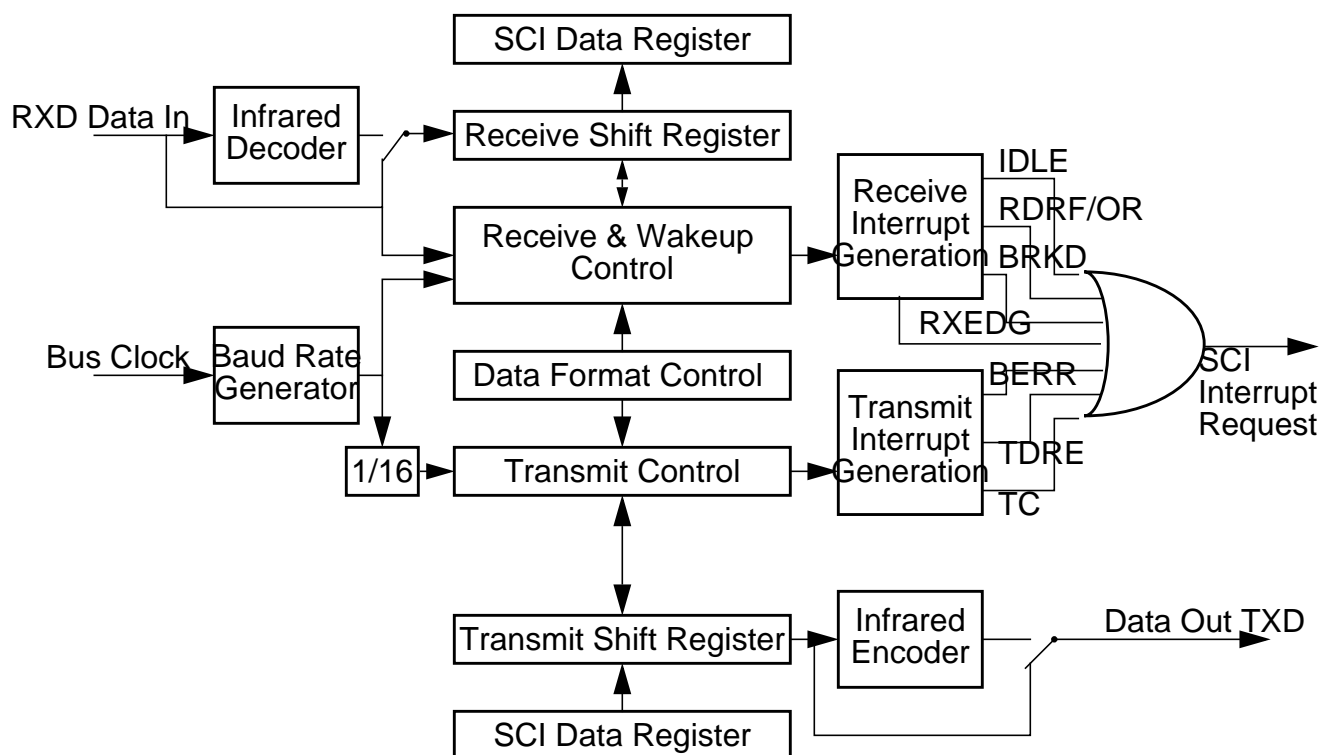 SCI Data Register
RXD Data In
Infrared
Decoder
Receive Shift Register
IDLE
Receive
Interrupt
Generation
RDRF/OR
Receive & Wakeup
Control
BRKD
RXEDG
Bus Clock
Baud Rate
Generator
Data Format Control
BERR
SCI
Interrupt
Request
Transmit
Interrupt
Generation
TDRE
1/16
Transmit Control
TC
Transmit Shift Register
Infrared
Encoder
Data Out TXD
SCI Data Register